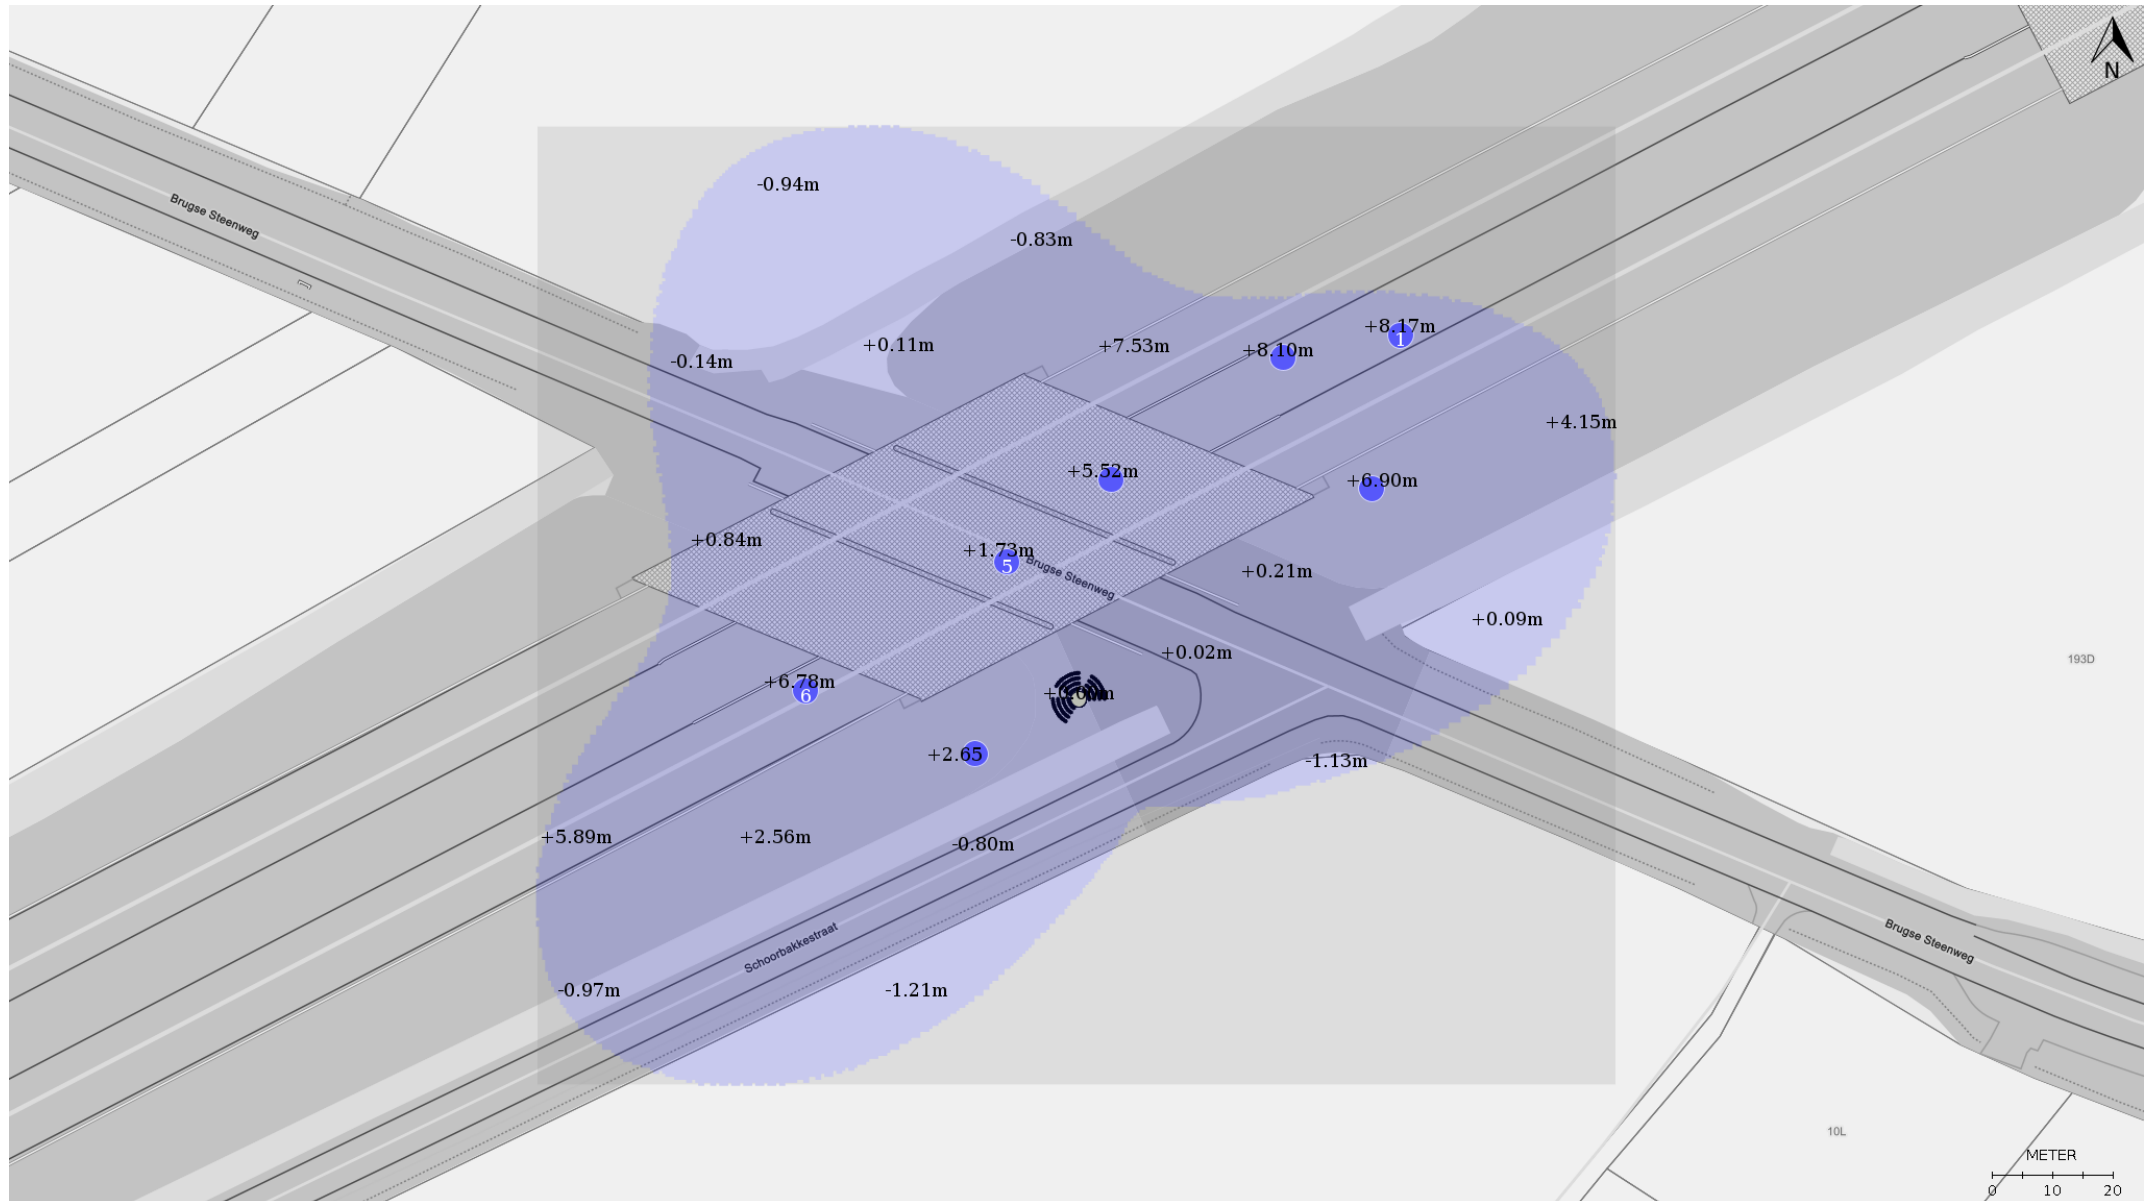 N
-0.94m
Brugse Steenweg
-0.83m
+8.17m
1
+7.53m
+8.10m
+0.11m
-0.14m
+4.15m
+5.52m
+6.90m
+0.84m
+1.73m
5
Brugse Steenweg
+0.21m
+0.09m
+0.02m
193D
+6.78m
6
+2.65
-1.13m
+5.89m
+2.56m
-0.80m
Schoorbakkestraat
Brugse Steenweg
-0.97m
-1.21m
10L
METER
0 10 20